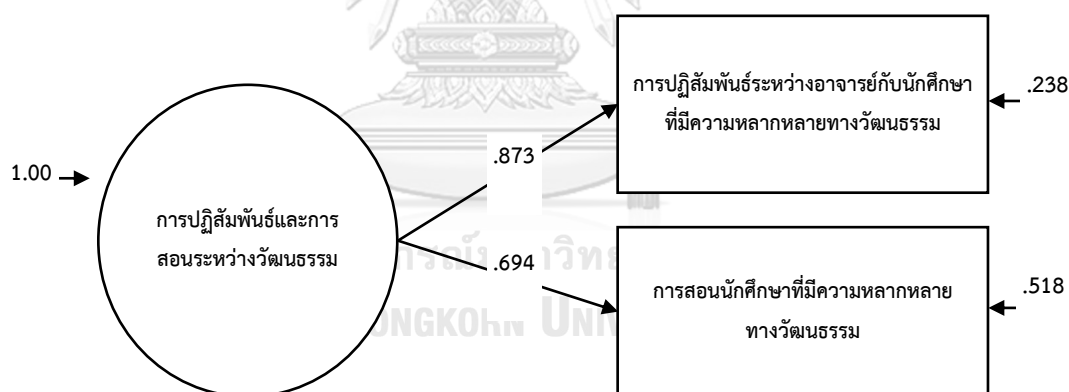 การปฏิสัมพันธ์ระหว่างอาจารย์กับนักศึกษา
ที่มีความหลากหลายทางวัฒนธรรม
.238
.873
1.00
การปฏิสัมพันธ์และการ
สอนระหว่างวัฒนธรรม
.694
การสอนนักศึกษาที่มีความหลากหลาย
ทางวัฒนธรรม
.518